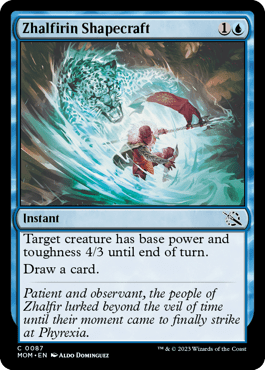 Zhalfirin Shapecraft 1
Instant
Target creature has base power and
toughness 4/3 until end of turn.
Draw a card.
Patient and observant, the people of
Zhalfir lurked beyond the veil of time
until their moment came to finally strike
at Phyrexia.
C 0087
MOM • EN ALDO DOMINGUEZ
™ & © 2023 Wizards of the Coast